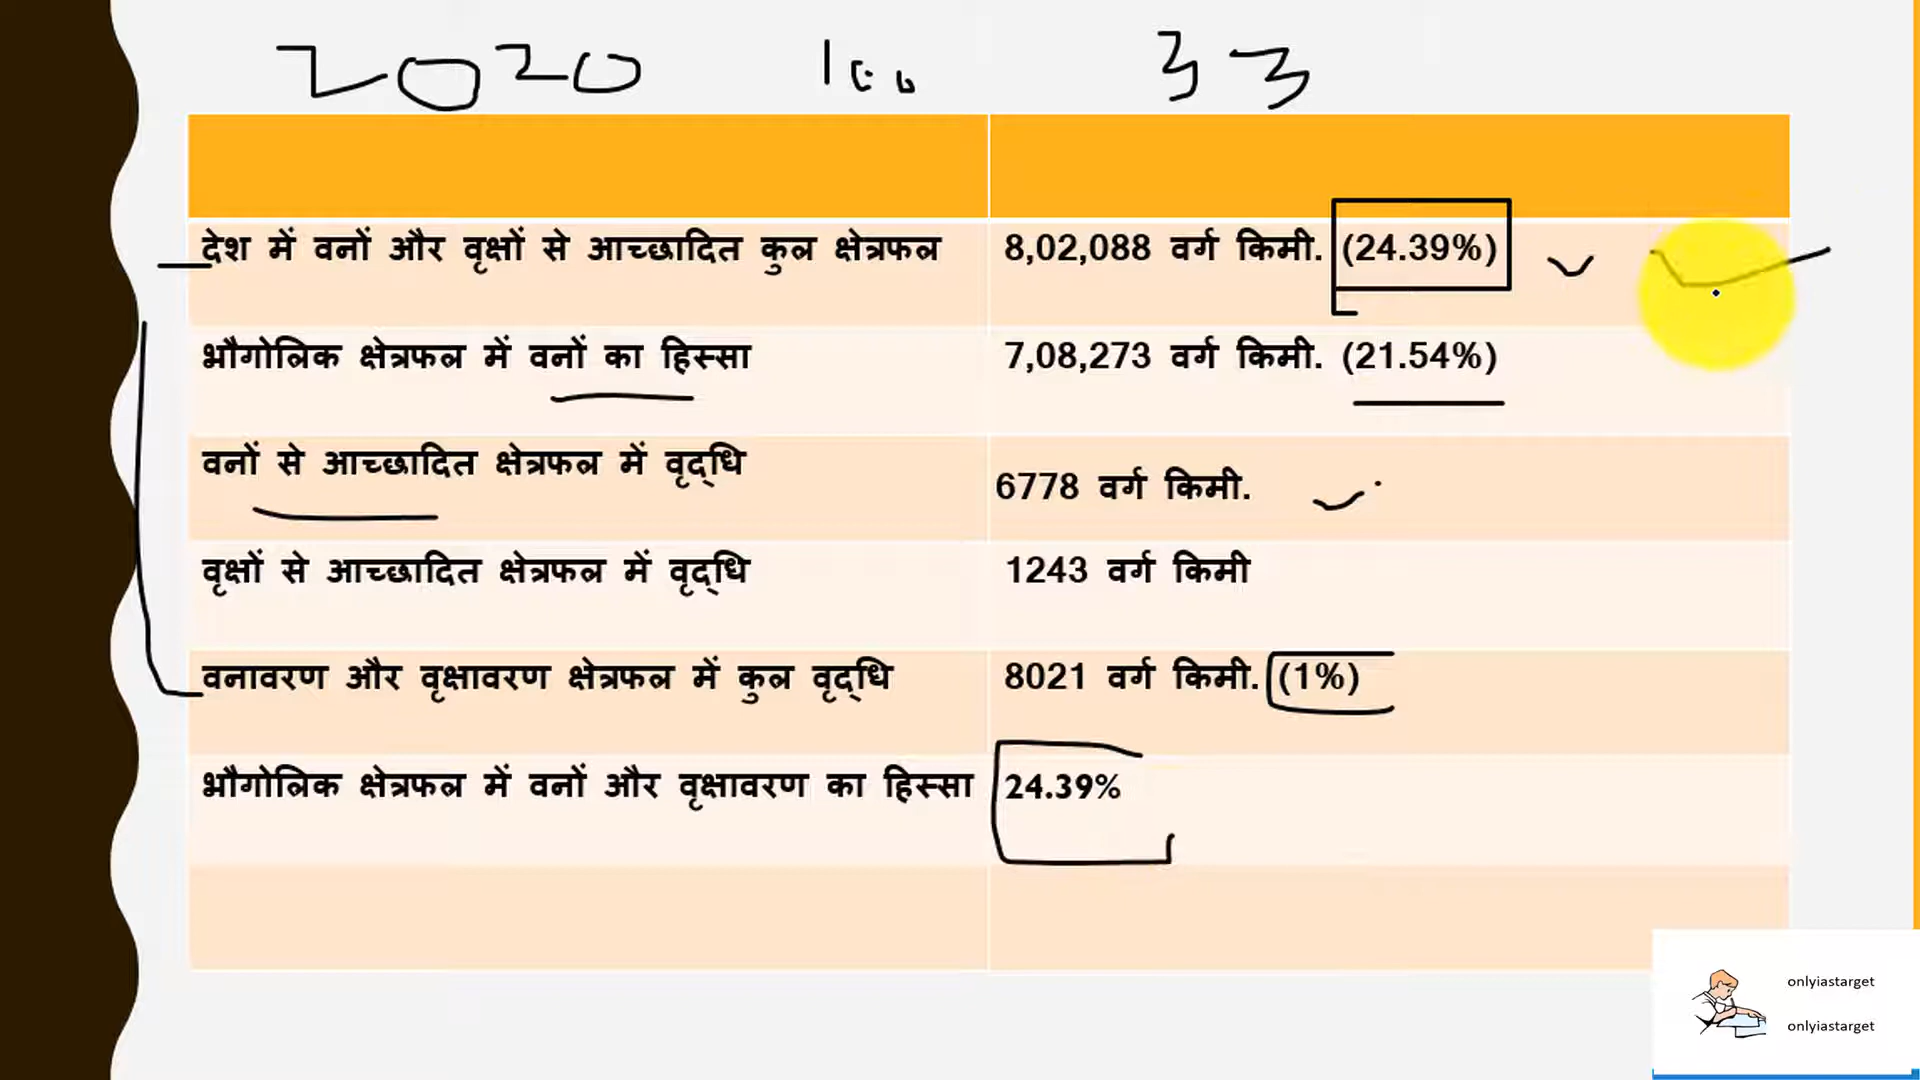 2020 100 33
देश में वनों और वृक्षों से आच्छादित कुल क्षेत्रफल 8,02,088 वर्ग किमी. (24.39%)
भौगोलिक क्षेत्रफल में वनों का हिस्सा 7,08,273 वर्ग किमी. (21.54%)
वनों से आच्छादित क्षेत्रफल में वृद्धि 6778 वर्ग किमी.
वृक्षों से आच्छादित क्षेत्रफल में वृद्धि 1243 वर्ग किमी
वनावरण और वृक्षावरण क्षेत्रफल में कुल वृद्धि 8021 वर्ग किमी. (1%)
भौगोलिक क्षेत्रफल में वनों और वृक्षावरण का हिस्सा 24.39%
onlyiastarget
onlyiastarget